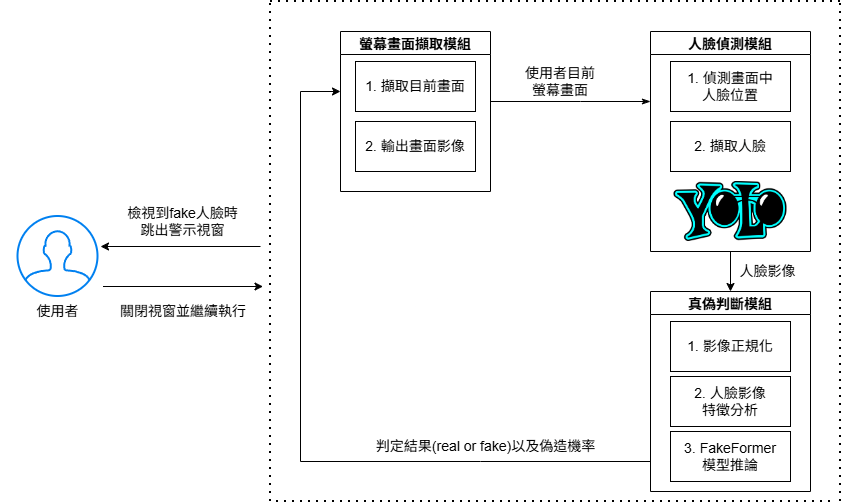 螢幕畫面擷取模組
1. 擷取目前畫面
2. 輸出畫面影像
使用者目前
螢幕畫面
人臉偵測模組
1. 偵測畫面中
人臉位置
2. 擷取人臉
YOLO
人臉影像
真偽判斷模組
1. 影像正規化
2. 人臉影像
特徵分析
3. FakeFormer
模型推論
判定結果(real or fake)以及偽造機率
檢視到fake人臉時
跳出警示視窗
使用者
關閉視窗並繼續執行